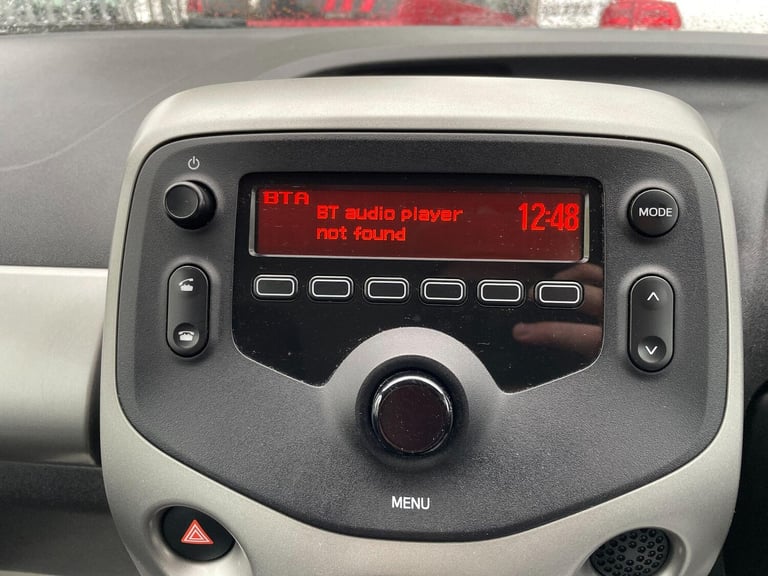 BTA
BT audio player
not found
12:48
MODE
MENU